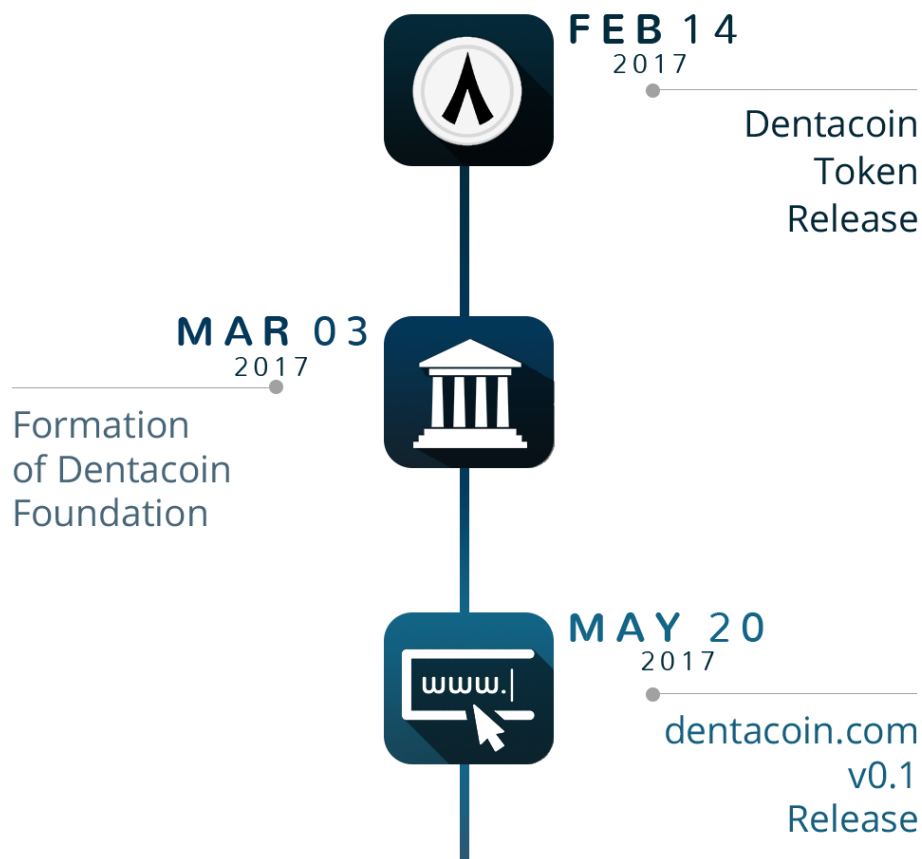 FEB 14
2017
Dentacoin
Token
Release
MAR 03
2017
Formation
of Dentacoin
Foundation
www.
MAY 20
2017
dentacoin.com
v0.1
Release